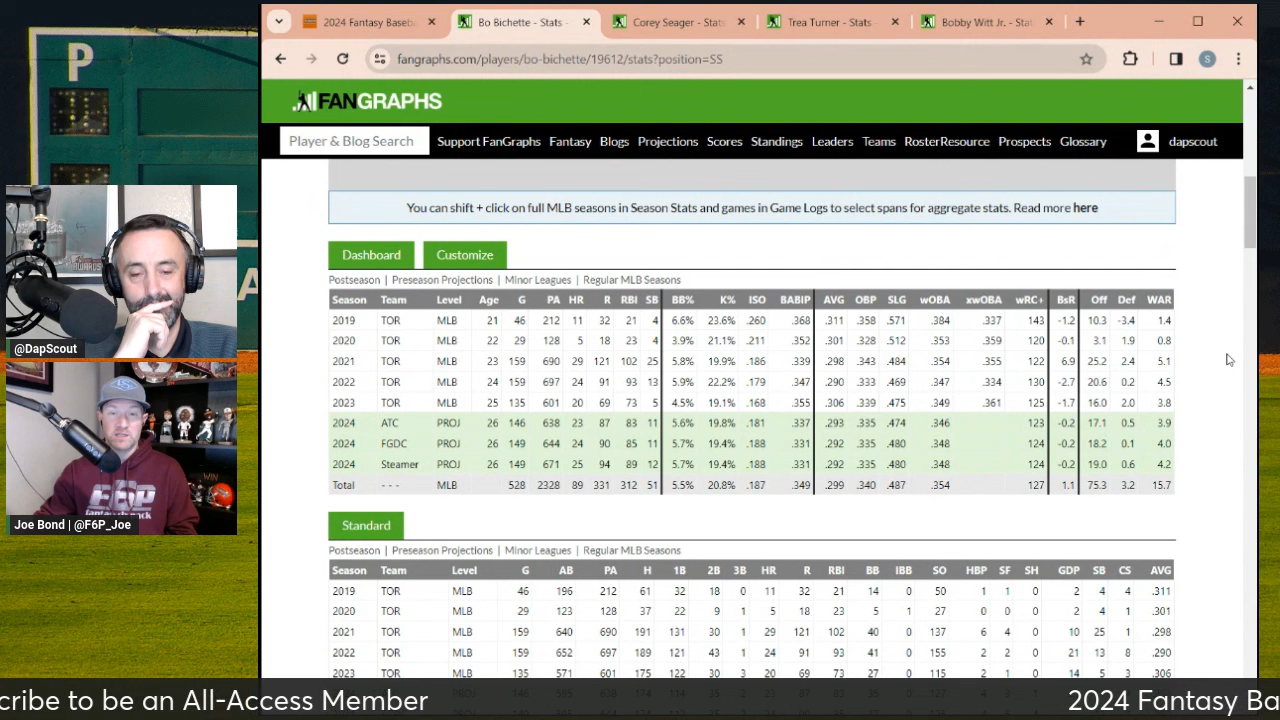 2024 Fantasy Baseb
Bo Bichette - Stats -
Corey Seager - Stats
Trea Turner - Stats -
Bobby Witt Jr. - Stat
fangraphs.com/players/bo-bichette/19612/stats?position=SS
S
FANGRAPHS
Player & Blog Search Support FanGraphs Fantasy Blogs Projections Scores Standings Leaders Teams RosterResource Prospects Glossary dapscout
You can shift + click on full MLB seasons in Season Stats and games in Game Logs to select spans for aggregate stats. Read more here
Dashboard Customize
Postseason | Preseason Projections | Minor Leagues | Regular MLB Seasons
Season Team Level Age G PA HR R RBI SB BB% K% ISO BABIP AVG OBP SLG wOBA xwOBA wRC+ BsR Off Def WAR
2019 TOR MLB 21 46 212 11 32 21 4 6.6% 23.6% .260 .368 .311 .358 .571 .384 .337 143 -1.2 10.3 -3.4 1.4
2020 TOR MLB 22 29 128 5 18 23 4 3.9% 21.1% .211 .352 .301 .328 .512 .353 .359 120 -0.1 3.1 1.9 0.8
2021 TOR MLB 23 159 690 29 121 102 25 5.8% 19.9% .186 .339 .298 .343 .484 .354 .355 122 6.9 25.2 2.4 5.1
2022 TOR MLB 24 159 697 24 91 93 13 5.9% 22.2% .179 .347 .290 .333 .469 .347 .334 130 -2.7 20.6 0.2 4.5
2023 TOR MLB 25 135 601 20 69 73 5 4.5% 19.1% .168 .355 .306 .339 .475 .349 .361 125 -1.7 16.0 2.0 3.8
2024 ATC PROJ 26 146 638 23 87 83 11 5.6% 19.8% .181 .337 .293 .335 .474 .346 123 -0.2 17.1 0.5 3.9
2024 FGDC PROJ 26 149 644 24 90 85 11 5.7% 19.4% .188 .331 .292 .335 .480 .348 124 -0.2 18.2 0.1 4.0
2024 Steamer PROJ 26 149 671 25 94 89 12 5.7% 19.4% .188 .331 .292 .335 .480 .348 124 -0.2 19.0 0.6 4.2
Total - - - MLB 528 2328 89 331 312 51 5.5% 20.8% .187 .349 .299 .340 .487 .354 127 1.1 75.3 3.2 15.7
Standard
Postseason | Preseason Projections | Minor Leagues | Regular MLB Seasons
Season Team Level G AB PA H 1B 2B 3B HR R RBI BB IBB SO HBP SF SH GDP SB CS AVG
2019 TOR MLB 46 196 212 61 32 18 0 11 32 21 14 0 50 1 1 0 2 4 4 .311
2020 TOR MLB 29 123 128 37 22 9 1 5 18 23 5 1 27 0 0 0 2 4 1 .301
2021 TOR MLB 159 640 690 191 131 30 1 29 121 102 40 0 137 6 4 0 10 25 1 .298
2022 TOR MLB 159 652 697 189 121 43 1 24 91 93 41 0 155 2 2 0 21 13 8 .290
2023 TOR MLB 135 571 601 175 122 30 3 20 69 73 27 0 115 2 1 0 14 5 3 .306
P
@DapScout
F6P
Joe Bond | @F6P_Joe
cribe to be an All-Access Member
2024 Fantasy Ba